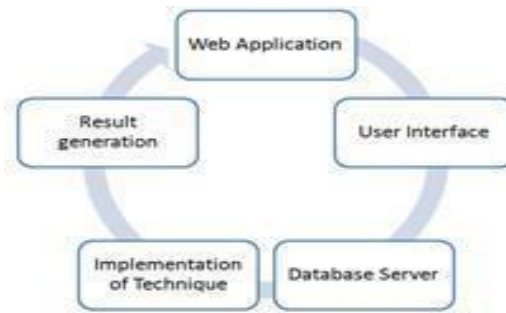 Web Application
User Interface
Database Server
Implementation
of Technique
Result
generation